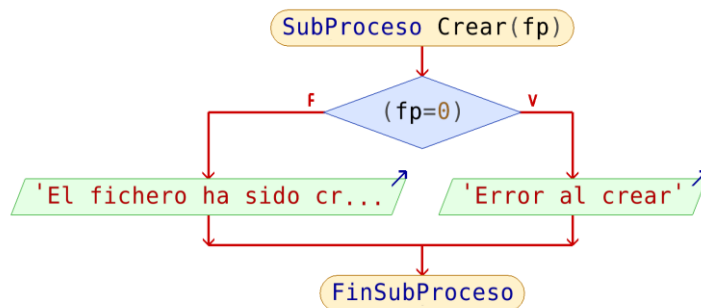 SubProceso Crear(fp)
F
V
(fp=0)
'El fichero ha sido cr...
'Error al crear'
FinSubProceso